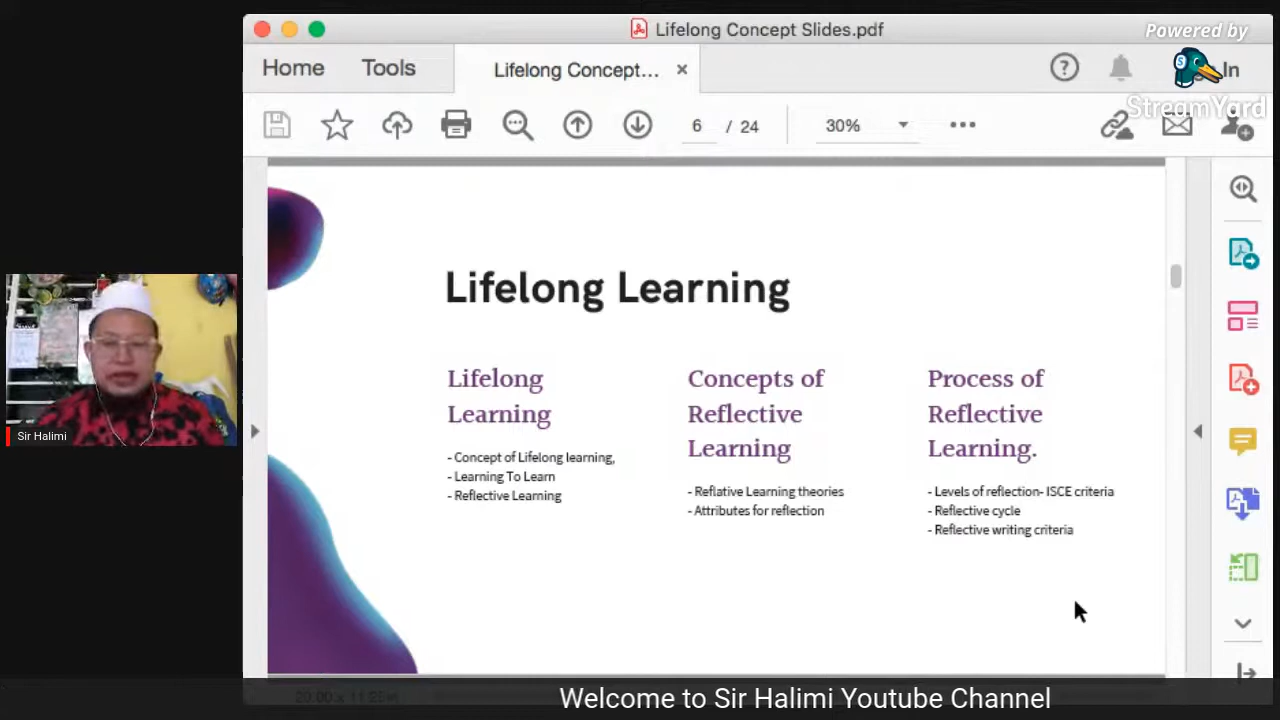 Lifelong Concept Slides.pdf
Powered by
Home
Tools
Lifelong Concept...
In
StreamYard
6 / 24
30%
Lifelong Learning
Lifelong
Learning
- Concept of Lifelong learning,
- Learning To Learn
- Reflective Learning
Concepts of
Reflective
Learning
- Reflative Learning theories
- Attributes for reflection
Process of
Reflective
Learning.
- Levels of reflection- ISCE criteria
- Reflective cycle
- Reflective writing criteria
Sir Halimi
Welcome to Sir Halimi Youtube Channel